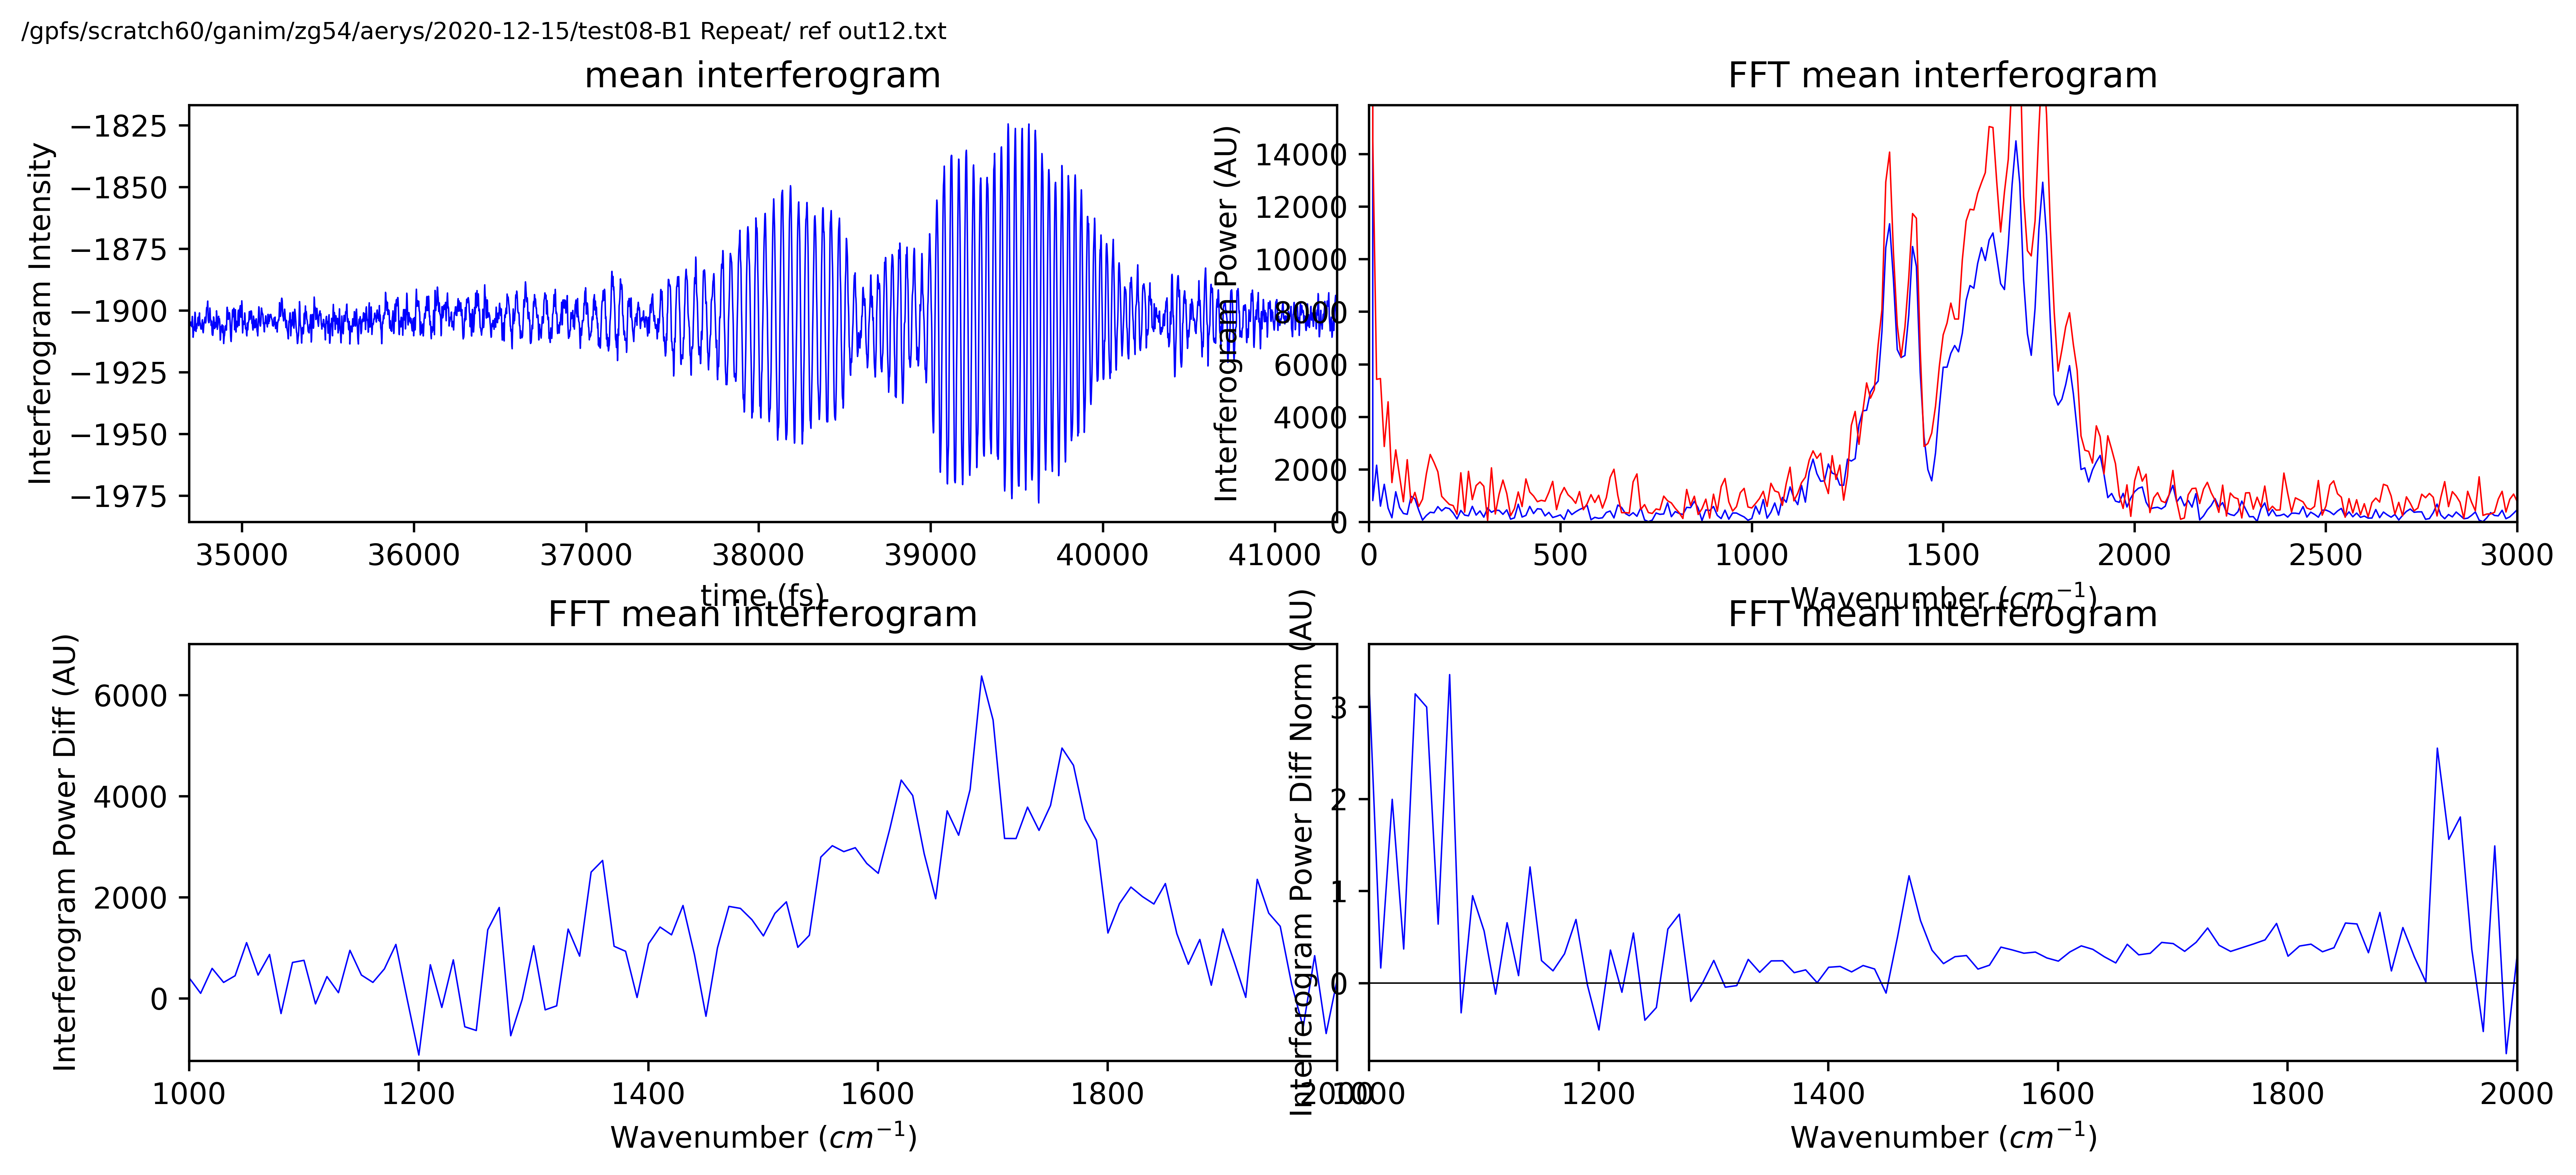 /gpfs/scratch60/ganim/zg54/aerys/2020-12-15/test08-B1 Repeat/ ref out12.txt
mean interferogram
Interferogram Intensity
−1825
−1850
−1875
−1900
−1925
−1950
−1975
35000 36000 37000 38000 39000 40000 41000
time (fs)
FFT mean interferogram
Interferogram Power (AU)
14000
12000
10000
8000
6000
4000
2000
0
0 500 1000 1500 2000 2500 3000
Wavenumber (cm⁻¹)
FFT mean interferogram
Interferogram Power Diff (AU)
6000
4000
2000
0
1000 1200 1400 1600 1800 2000
Wavenumber (cm⁻¹)
FFT mean interferogram
Interferogram Power Diff Norm (AU)
3
2
1
0
1000 1200 1400 1600 1800 2000
Wavenumber (cm⁻¹)